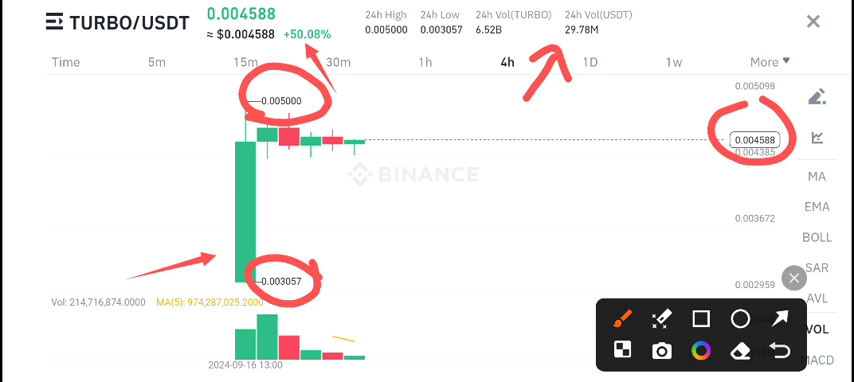 TURBO/USDT
0.004588
≈ $0.004588 +50.08%
24h High
0.005000
24h Low
0.003057
24h Vol(TURBO)
6.52B
24h Vol(USDT)
29.78M
Time 5m 15m 30m 1h 4h 1D 1w More
0.005098
0.005000
0.004588
0.004385
BINANCE
0.003672
0.003057
0.002959
MA
EMA
BOLL
SAR
AVL
VOL
MACD
Vol: 214,716,874.0000 MA(5): 974,287,025.2000
2024-09-16 13:00